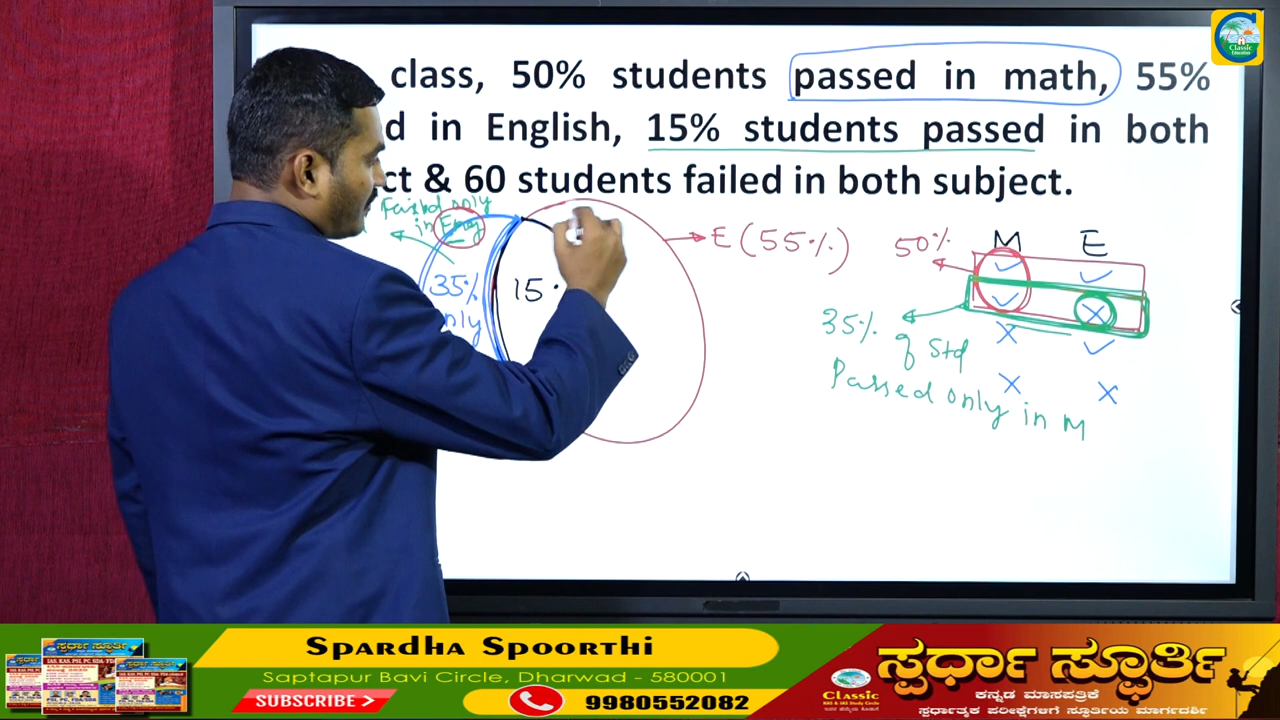 class, 50% students passed in math, 55%
d in English, 15% students passed in both
ct & 60 students failed in both subject.
Failed only
in Eng
35%
only
15
E (55%)
50%
M E
35%
of Std
Passed only in M
Classic
Education
Spardha Spoorthi
Saptapur Bavi Circle, Dharwad - 580001
SUBSCRIBE >
9980552082
ಸ್ಪರ್ಧಾ ಸ್ಫೂರ್ತಿ
ಕನ್ನಡ ಮಾಸಪತ್ರಿಕೆ
ಸ್ಪರ್ಧಾತ್ಮಕ ಪರೀಕ್ಷೆಗಳಿಗೆ ಸ್ಫೂರ್ತಿಯ ಮಾರ್ಗದರ್ಶಿ
Classic